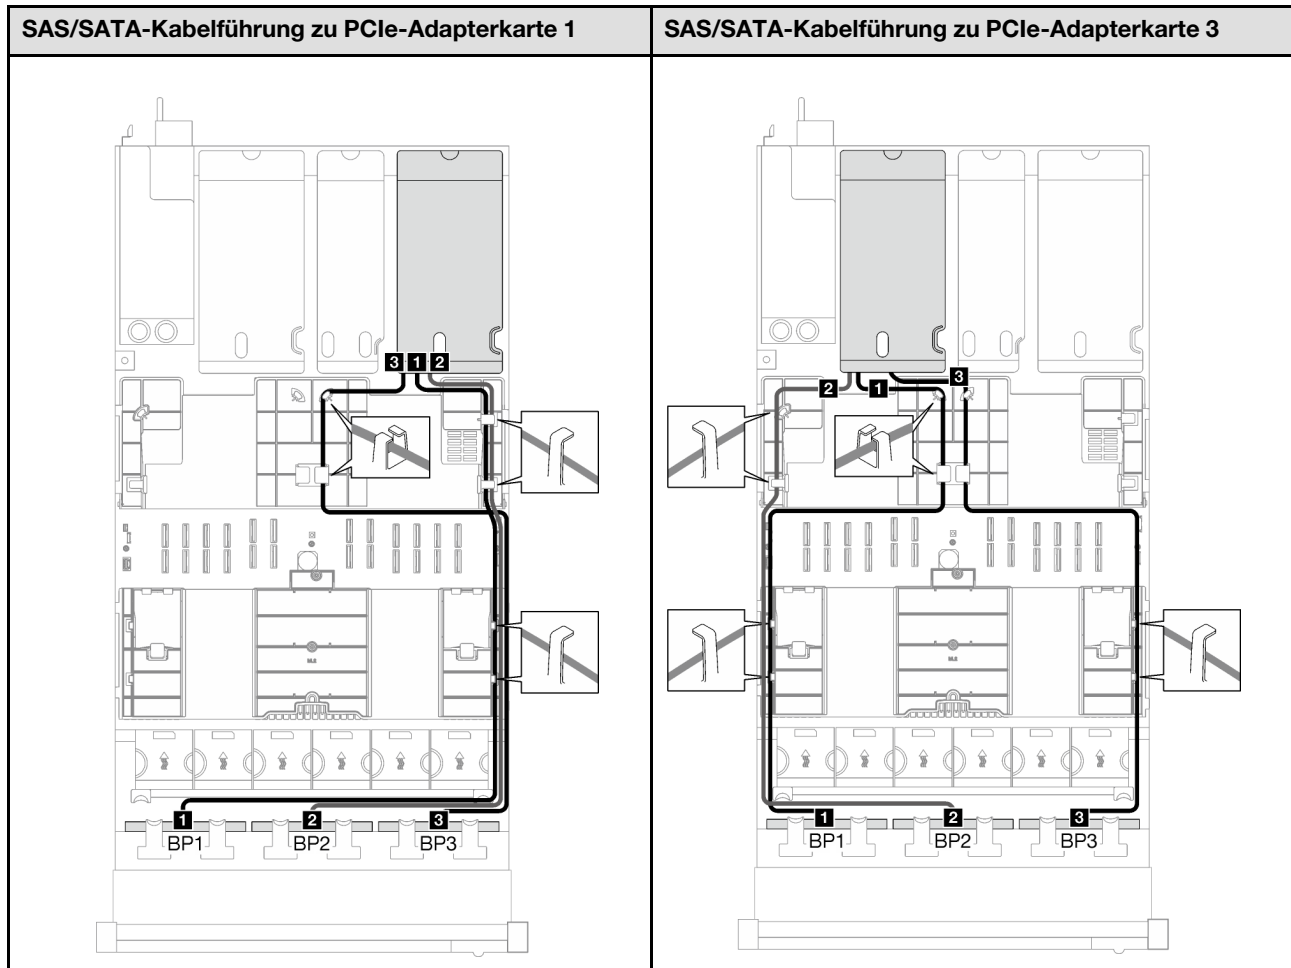 SAS/SATA-Kabelführung zu PCIe-Adapterkarte 1
SAS/SATA-Kabelführung zu PCIe-Adapterkarte 3
3 1 2
1 2 3
BP1 BP2 BP3
2 1 3
1 2 3
BP1 BP2 BP3